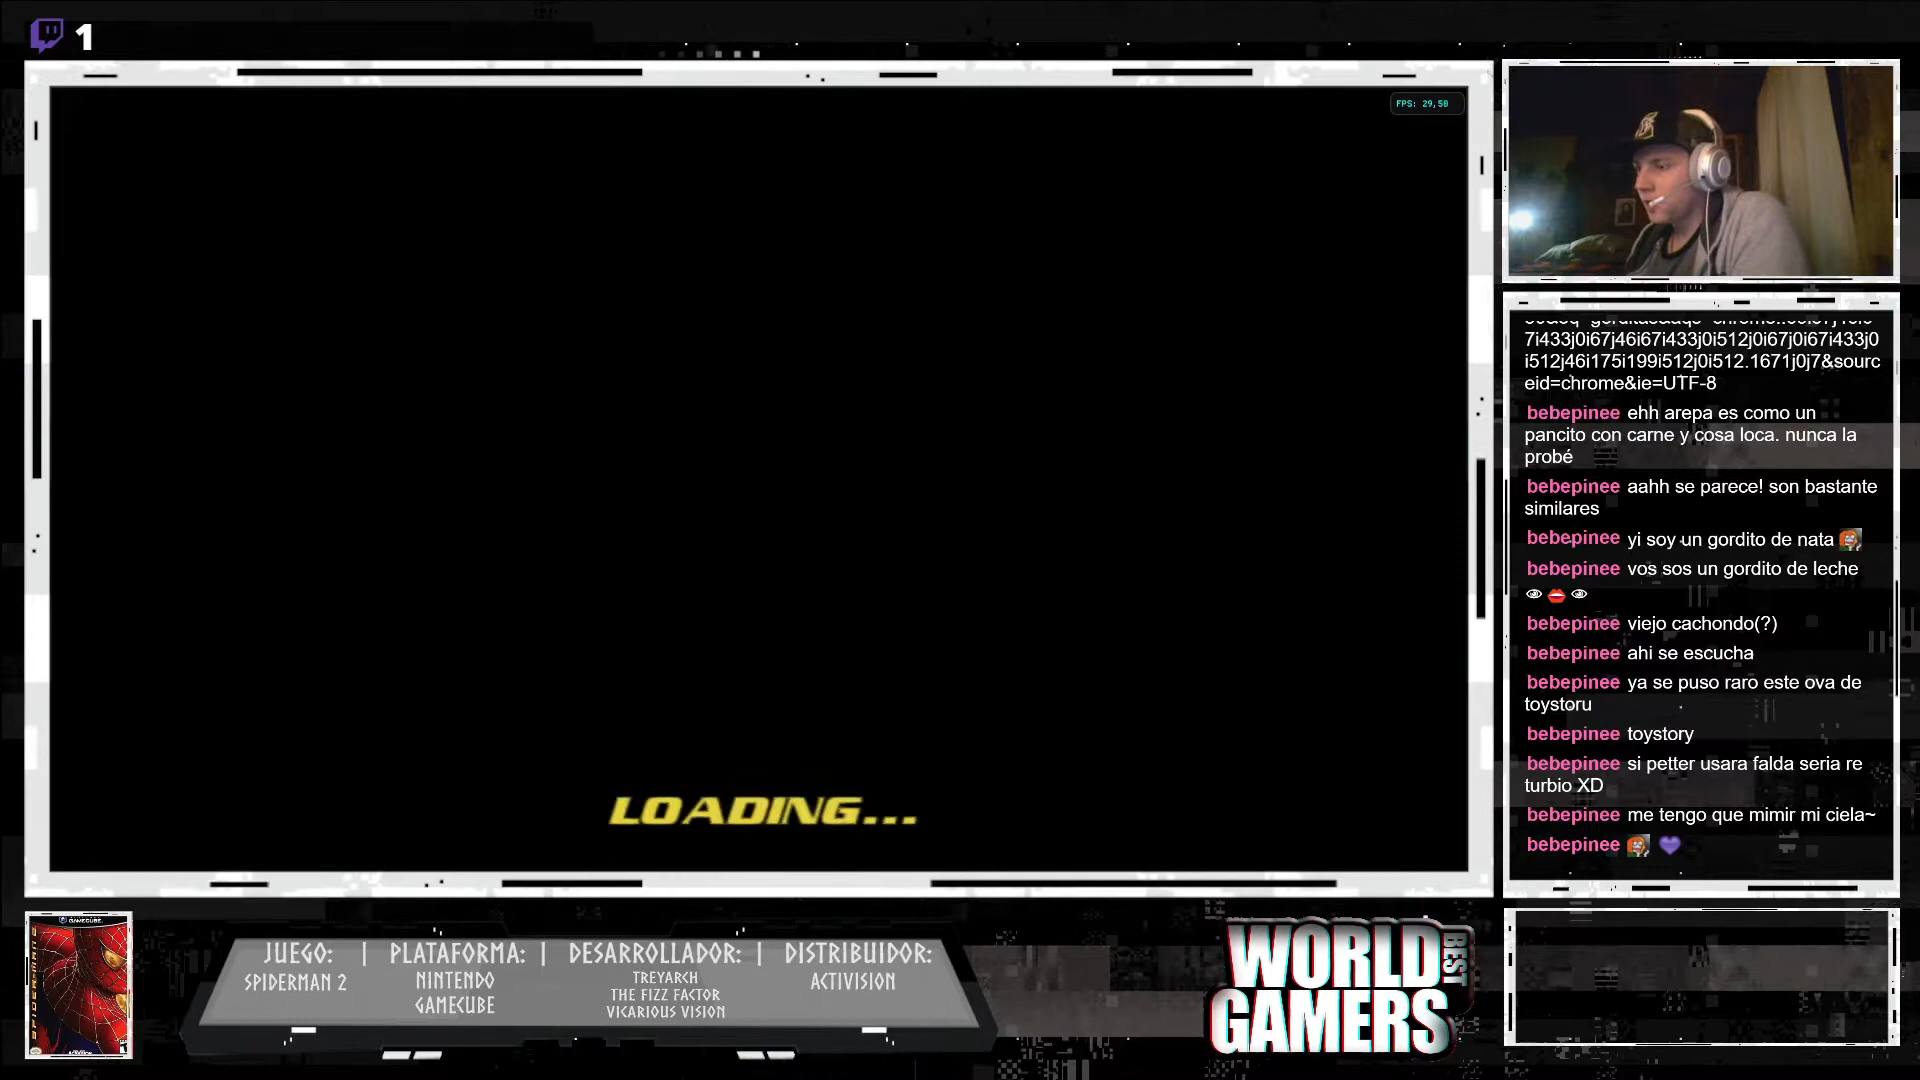 1
FPS: 29,50
7i433j0i67j46i67i433j0i512j0i67j0i67i433j0
i512j46i175i199i512j0i512.1671j0j7&sourc
eid=chrome&ie=UTF-8
bebepinee ehh arepa es como un
pancito con carne y cosa loca. nunca la
probé
bebepinee aahh se parece! son bastante
similares
bebepinee yi soy un gordito de nata
bebepinee vos sos un gordito de leche
bebepinee viejo cachondo(?)
bebepinee ahi se escucha
bebepinee ya se puso raro este ova de
toystoru
bebepinee toystory
bebepinee si petter usara falda seria re
turbio XD
bebepinee me tengo que mimir mi ciela~
bebepinee
LOADING...
GAMECUBE
SPIDER-MAN 2
JUEGO: | PLATAFORMA: | DESARROLLADOR: | DISTRIBUIDOR:
SPIDERMAN 2
NINTENDO
GAMECUBE
TREYARCH
THE FIZZ FACTOR
VICARIOUS VISION
ACTIVISION
WORLD
BEST
GAMERS